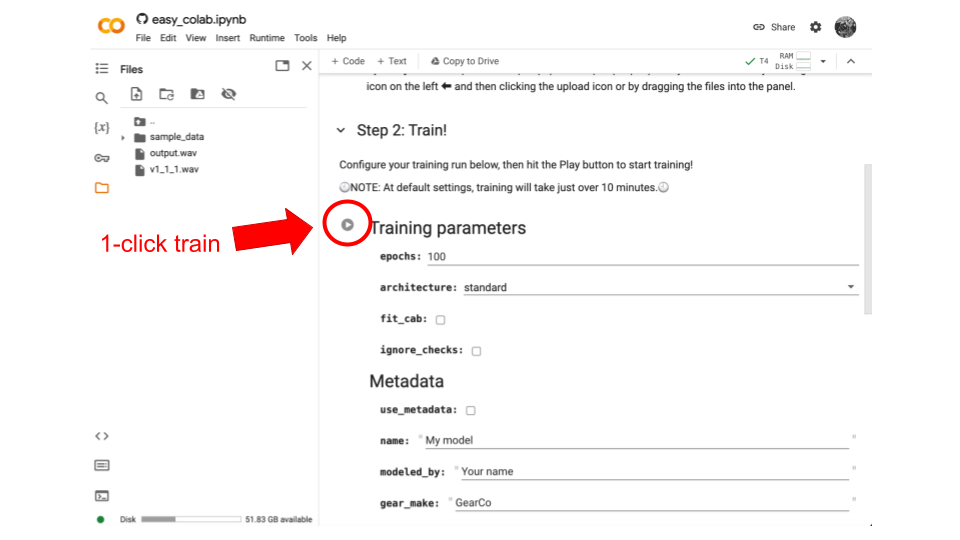 easy_colab.ipynb
File Edit View Insert Runtime Tools Help
Share
Files
+ Code + Text Copy to Drive
T4 RAM
Disk
icon on the left ⬅ and then clicking the upload icon or by dragging the files into the panel.
{x}
..
sample_data
output.wav
v1_1_1.wav
Step 2: Train!
Configure your training run below, then hit the Play button to start training!
🕙NOTE: At default settings, training will take just over 10 minutes.🕙
1-click train
Training parameters
epochs: 100
architecture: standard
fit_cab:
ignore_checks:
Metadata
use_metadata:
name: " My model "
modeled_by: " Your name "
gear_make: " GearCo "
Disk 51.83 GB available